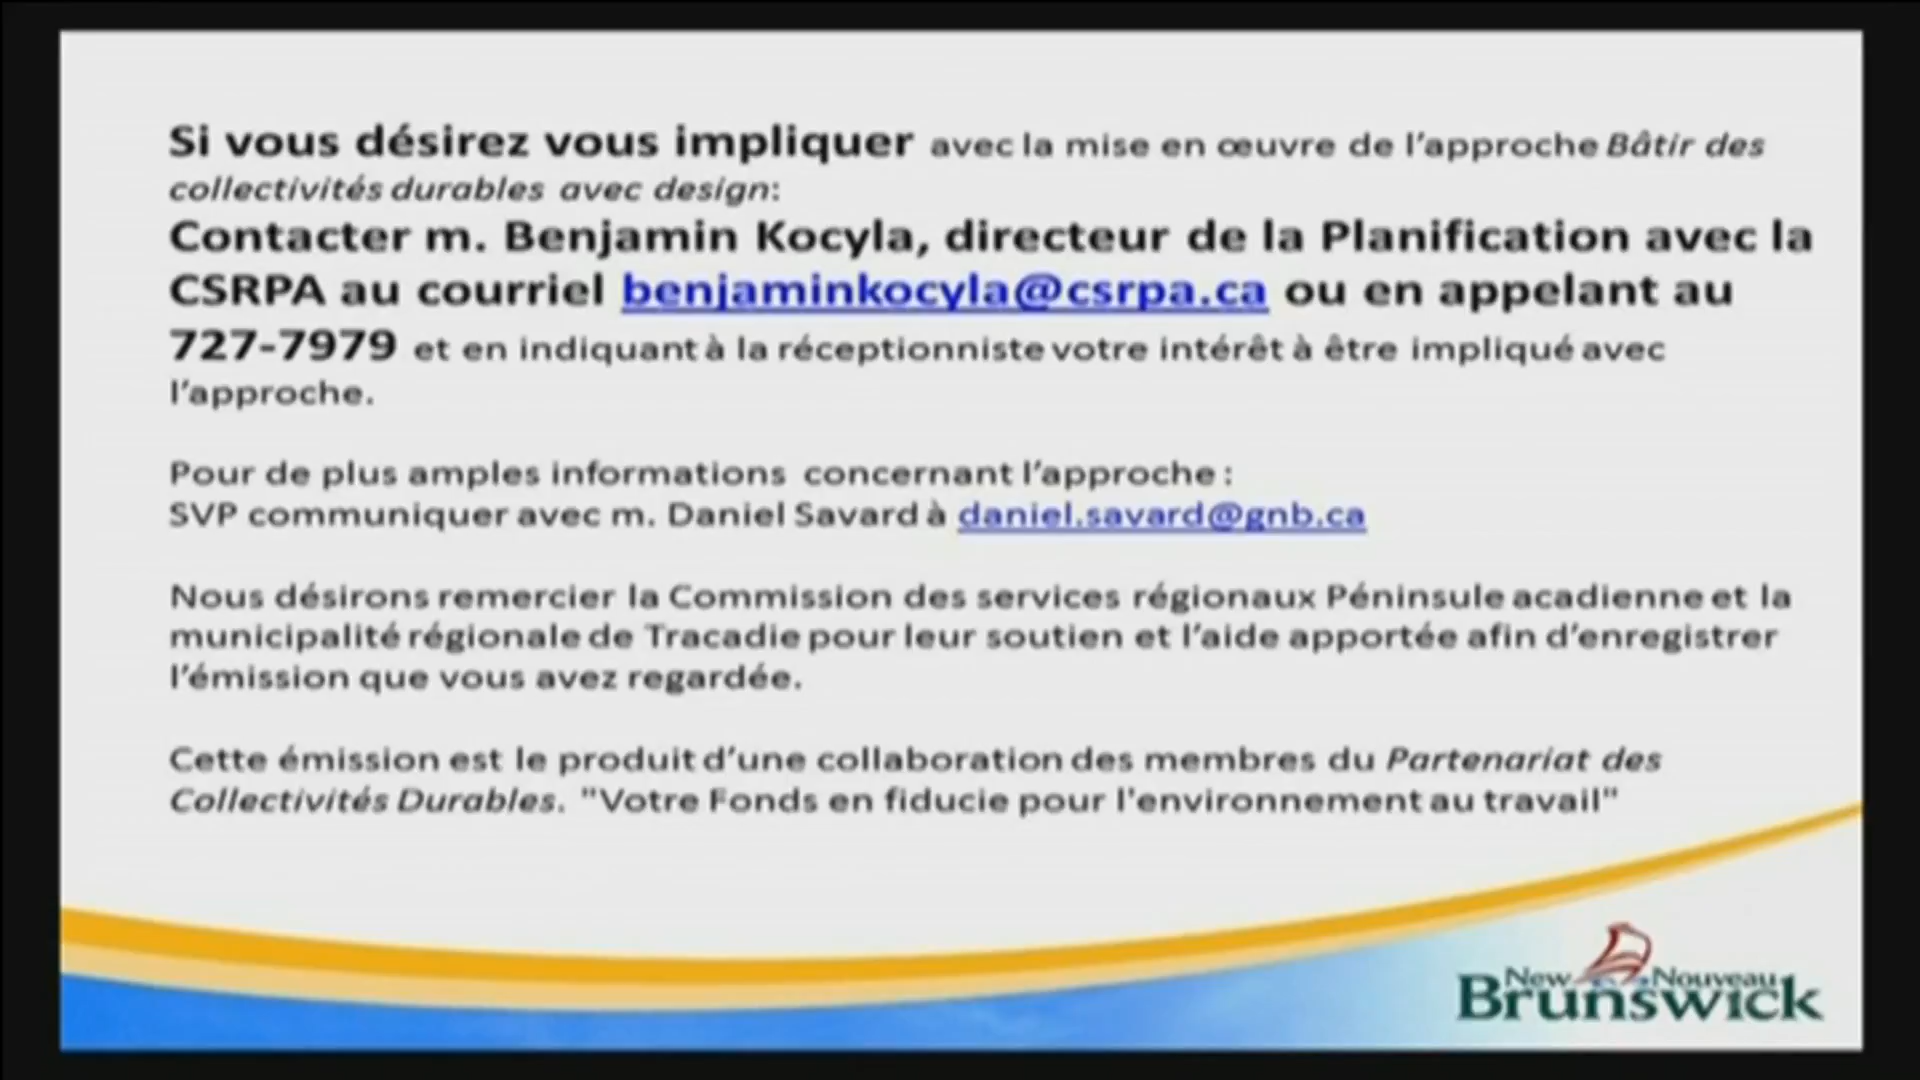 Si vous désirez vous impliquer avec la mise en œuvre de l'approche Bâtir des
collectivités durables avec design:
Contacter m. Benjamin Kocyla, directeur de la Planification avec la
CSRPA au courriel benjaminkocyla@csrpa.ca ou en appelant au
727-7979 et en indiquant à la réceptionniste votre intérêt à être impliqué avec
l'approche.
Pour de plus amples informations concernant l'approche :
SVP communiquer avec m. Daniel Savard à daniel.savard@gnb.ca
Nous désirons remercier la Commission des services régionaux Péninsule acadienne et la
municipalité régionale de Tracadie pour leur soutien et l'aide apportée afin d'enregistrer
l'émission que vous avez regardée.
Cette émission est le produit d'une collaboration des membres du Partenariat des
Collectivités Durables. "Votre Fonds en fiducie pour l'environnement au travail"
New Nouveau
Brunswick